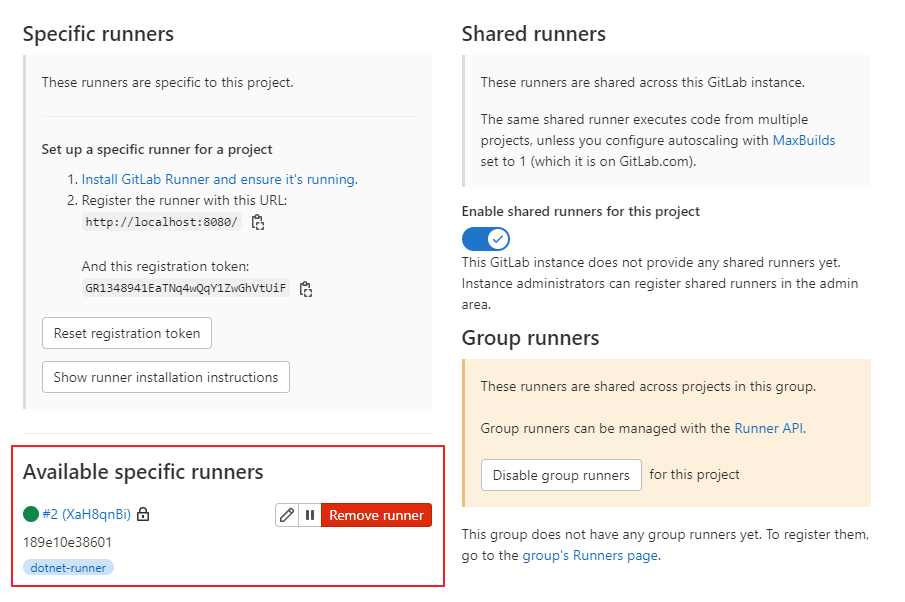 Specific runners
These runners are specific to this project.
Set up a specific runner for a project
1. Install GitLab Runner and ensure it's running.
2. Register the runner with this URL:
http://localhost:8080/
And this registration token:
GR1348941EaTNq4wQqY1ZwGhVtUiF
Reset registration token
Show runner installation instructions
Available specific runners
#2 (XaH8qnBi)
Remove runner
189e10e38601
dotnet-runner
Shared runners
These runners are shared across this GitLab instance.
The same shared runner executes code from multiple
projects, unless you configure autoscaling with MaxBuilds
set to 1 (which it is on GitLab.com).
Enable shared runners for this project
This GitLab instance does not provide any shared runners yet.
Instance administrators can register shared runners in the admin
area.
Group runners
These runners are shared across projects in this group.
Group runners can be managed with the Runner API.
Disable group runners for this project
This group does not have any group runners yet. To register them,
go to the group's Runners page.